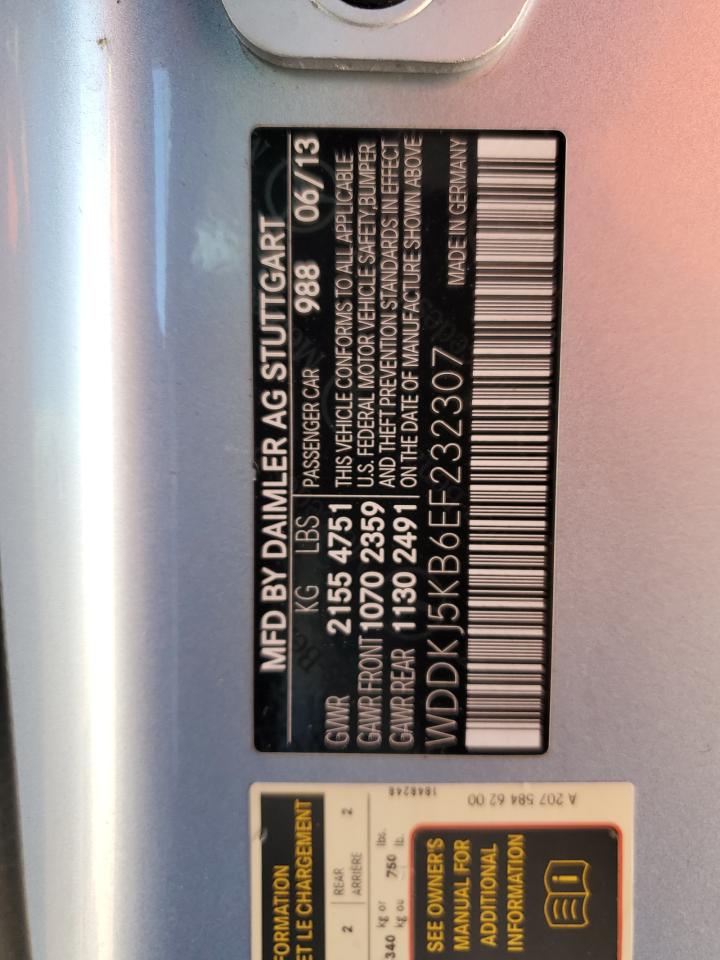 MFD BY DAIMLER AG STUTTGART
KG LBS PASSENGER CAR 988 06/13
GVWR 2155 4751 THIS VEHICLE CONFORMS TO ALL APPLICABLE
GAWR FRONT 1070 2359 U.S. FEDERAL MOTOR VEHICLE SAFETY,BUMPER
GAWR REAR 1130 2491 AND THEFT PREVENTION STANDARDS IN EFFECT
ON THE DATE OF MANUFACTURE SHOWN ABOVE
WDDKJ5KB6EF232307 MADE IN GERMANY
FORMATION
ET LE CHARGEMENT
2 REAR 2
ARRIÈRE
340 kg or 750 lbs.
kg ou lb.
SEE OWNER'S
MANUAL FOR
ADDITIONAL
INFORMATION
1848248
A 207 584 62 00